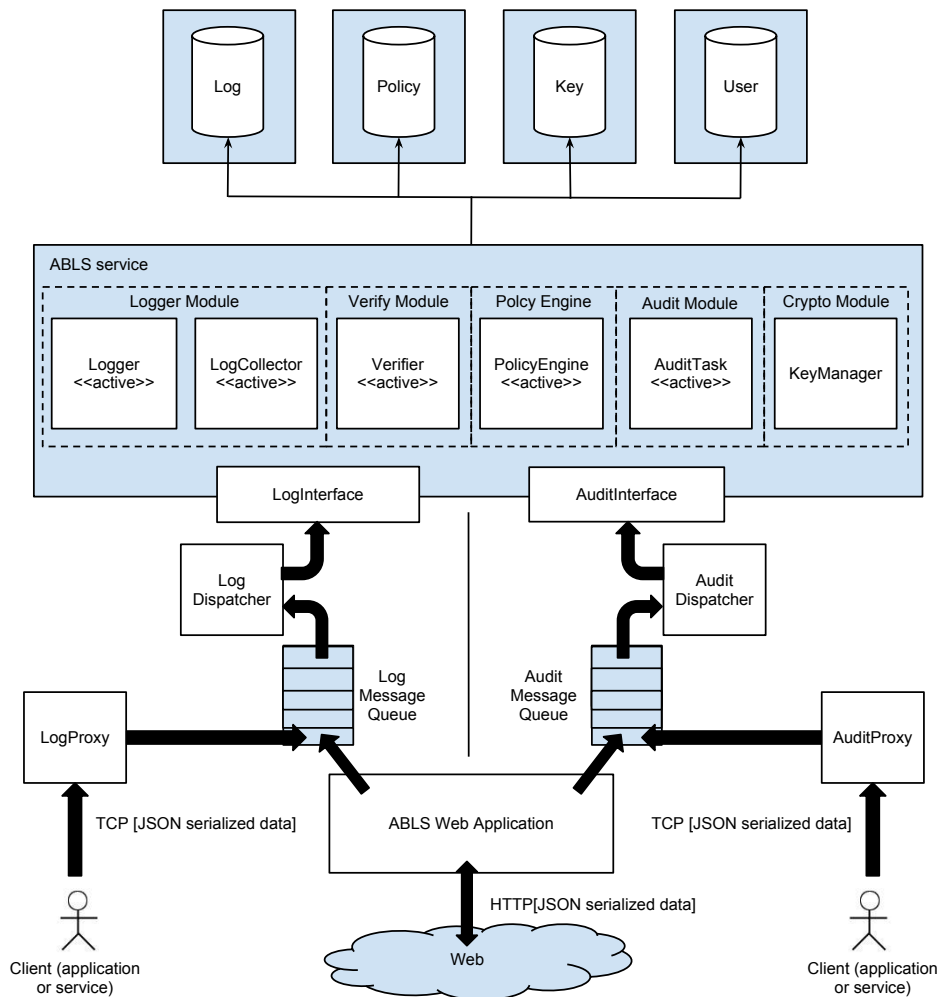 Log
Policy
Key
User
ABLS service
Logger Module
Verify Module
Polcy Engine
Audit Module
Crypto Module
Logger
<<active>>
LogCollector
<<active>>
Verifier
<<active>>
PolicyEngine
<<active>>
AuditTask
<<active>>
KeyManager
LogInterface
AuditInterface
Log
Dispatcher
Audit
Dispatcher
Log
Message
Queue
Audit
Message
Queue
LogProxy
AuditProxy
TCP [JSON serialized data]
ABLS Web Application
TCP [JSON serialized data]
HTTP[JSON serialized data]
Web
Client (application
or service)
Client (application
or service)